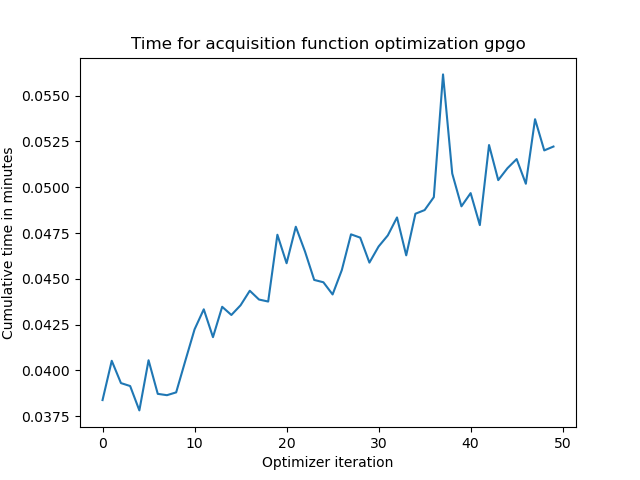 Time for acquisition function optimization gpgo
Cumulative time in minutes
0.0550
0.0525
0.0500
0.0475
0.0450
0.0425
0.0400
0.0375
0 10 20 30 40 50
Optimizer iteration